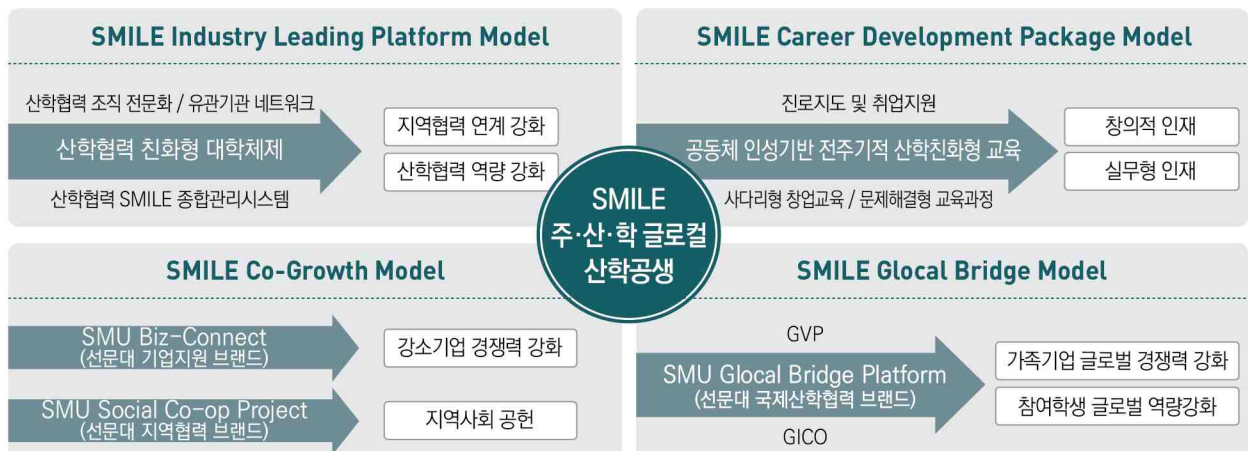 SMILE Industry Leading Platform Model
산학협력 조직 전문화 / 유관기관 네트워크
산학협력 친화형 대학체제
산학협력 SMILE 종합관리시스템
지역협력 연계 강화
산학협력 역량 강화
SMILE Career Development Package Model
진로지도 및 취업지원
공동체 인성기반 전주기적 산학친화형 교육
사다리형 창업교육 / 문제해결형 교육과정
창의적 인재
실무형 인재
SMILE
주·산·학 글로컬
산학공생
SMILE Co-Growth Model
SMU Biz-Connect
(선문대 기업지원 브랜드)
강소기업 경쟁력 강화
SMU Social Co-op Project
(선문대 지역협력 브랜드)
지역사회 공헌
SMILE Glocal Bridge Model
GVP
SMU Glocal Bridge Platform
(선문대 국제산학협력 브랜드)
GICO
가족기업 글로벌 경쟁력 강화
참여학생 글로벌 역량강화